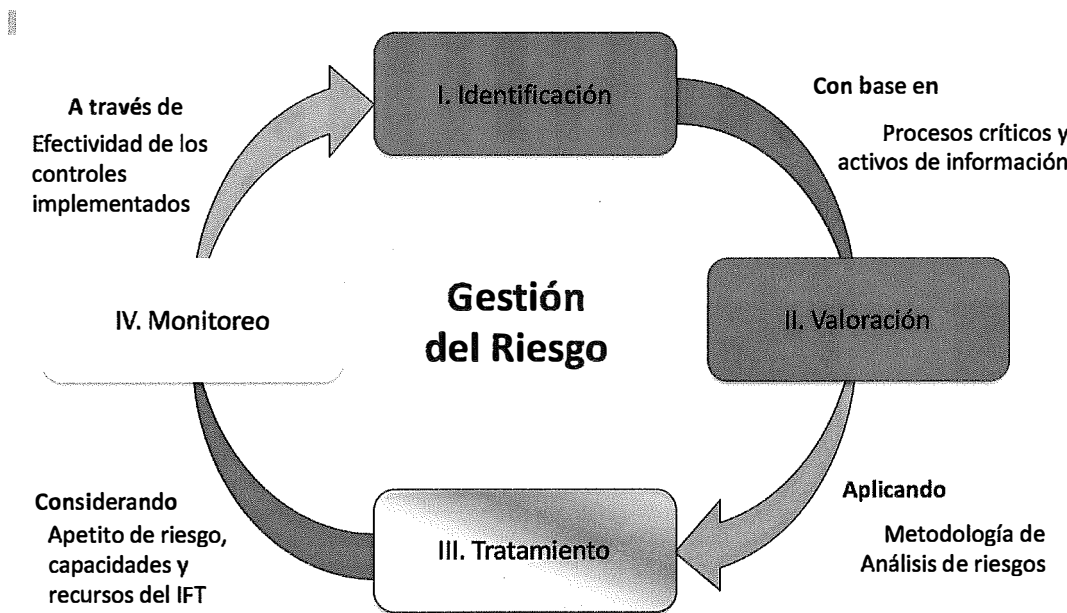 I. Identificación
Con base en
Procesos críticos y
activos de información
II. Valoración
Aplicando
Metodología de
Análisis de riesgos
III. Tratamiento
Considerando
Apetito de riesgo,
capacidades y
recursos del IFT
IV. Monitoreo
A través de
Efectividad de los
controles
implementados
Gestión
del Riesgo